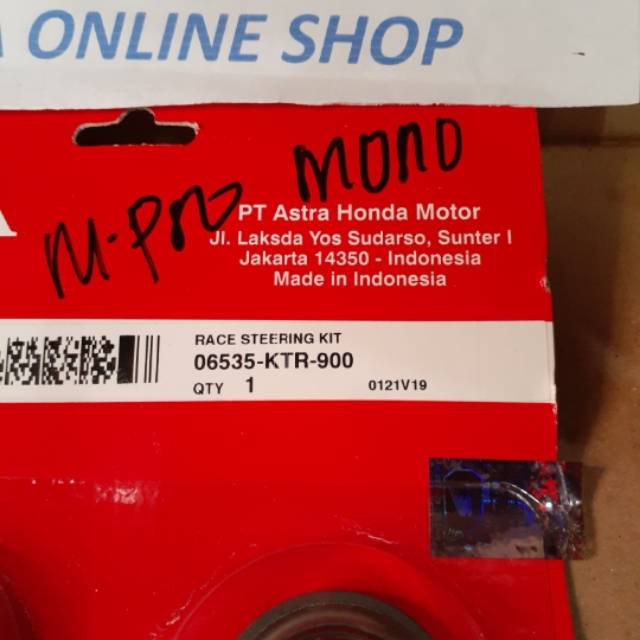 ONLINE SHOP
M-Pro MONO
PT Astra Honda Motor
Jl. Laksda Yos Sudarso, Sunter I
Jakarta 14350 - Indonesia
Made in Indonesia
RACE STEERING KIT
06535-KTR-900
QTY 1
0121V19